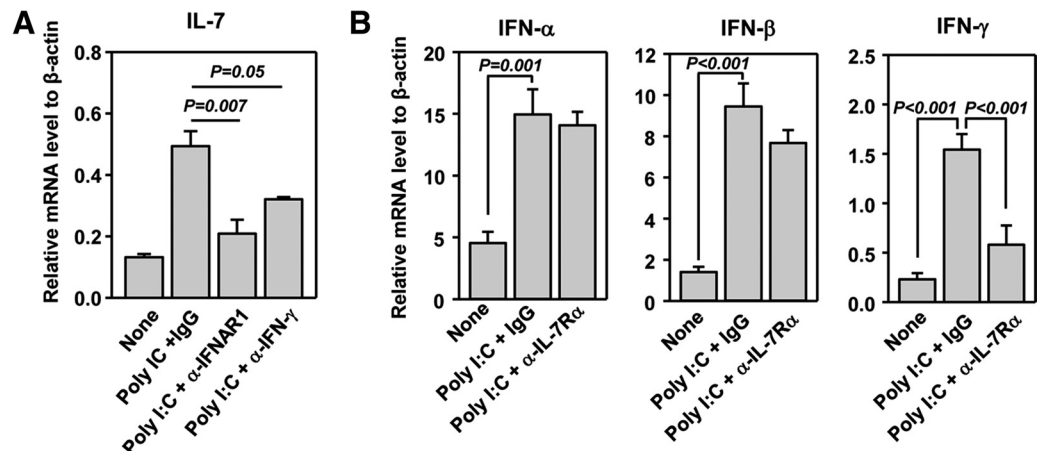 A
IL-7
Relative mRNA level to β-actin
0.8
0.6
0.4
0.2
0.0
P=0.05
P=0.007
None
Poly IC +IgG
Poly I:C + α-IFNAR1
Poly I:C + α-IFN-γ
B
Relative mRNA level to β-actin
IFN-α
20
15
10
5
0
P=0.001
None
Poly I:C + IgG
Poly I:C + α-IL-7Rα
IFN-β
12
10
8
6
4
2
0
P<0.001
None
Poly I:C + IgG
Poly I:C + α-IL-7Rα
IFN-γ
2.5
2.0
1.5
1.0
0.5
0.0
P<0.001 P<0.001
None
Poly I:C + IgG
Poly I:C + α-IL-7Rα